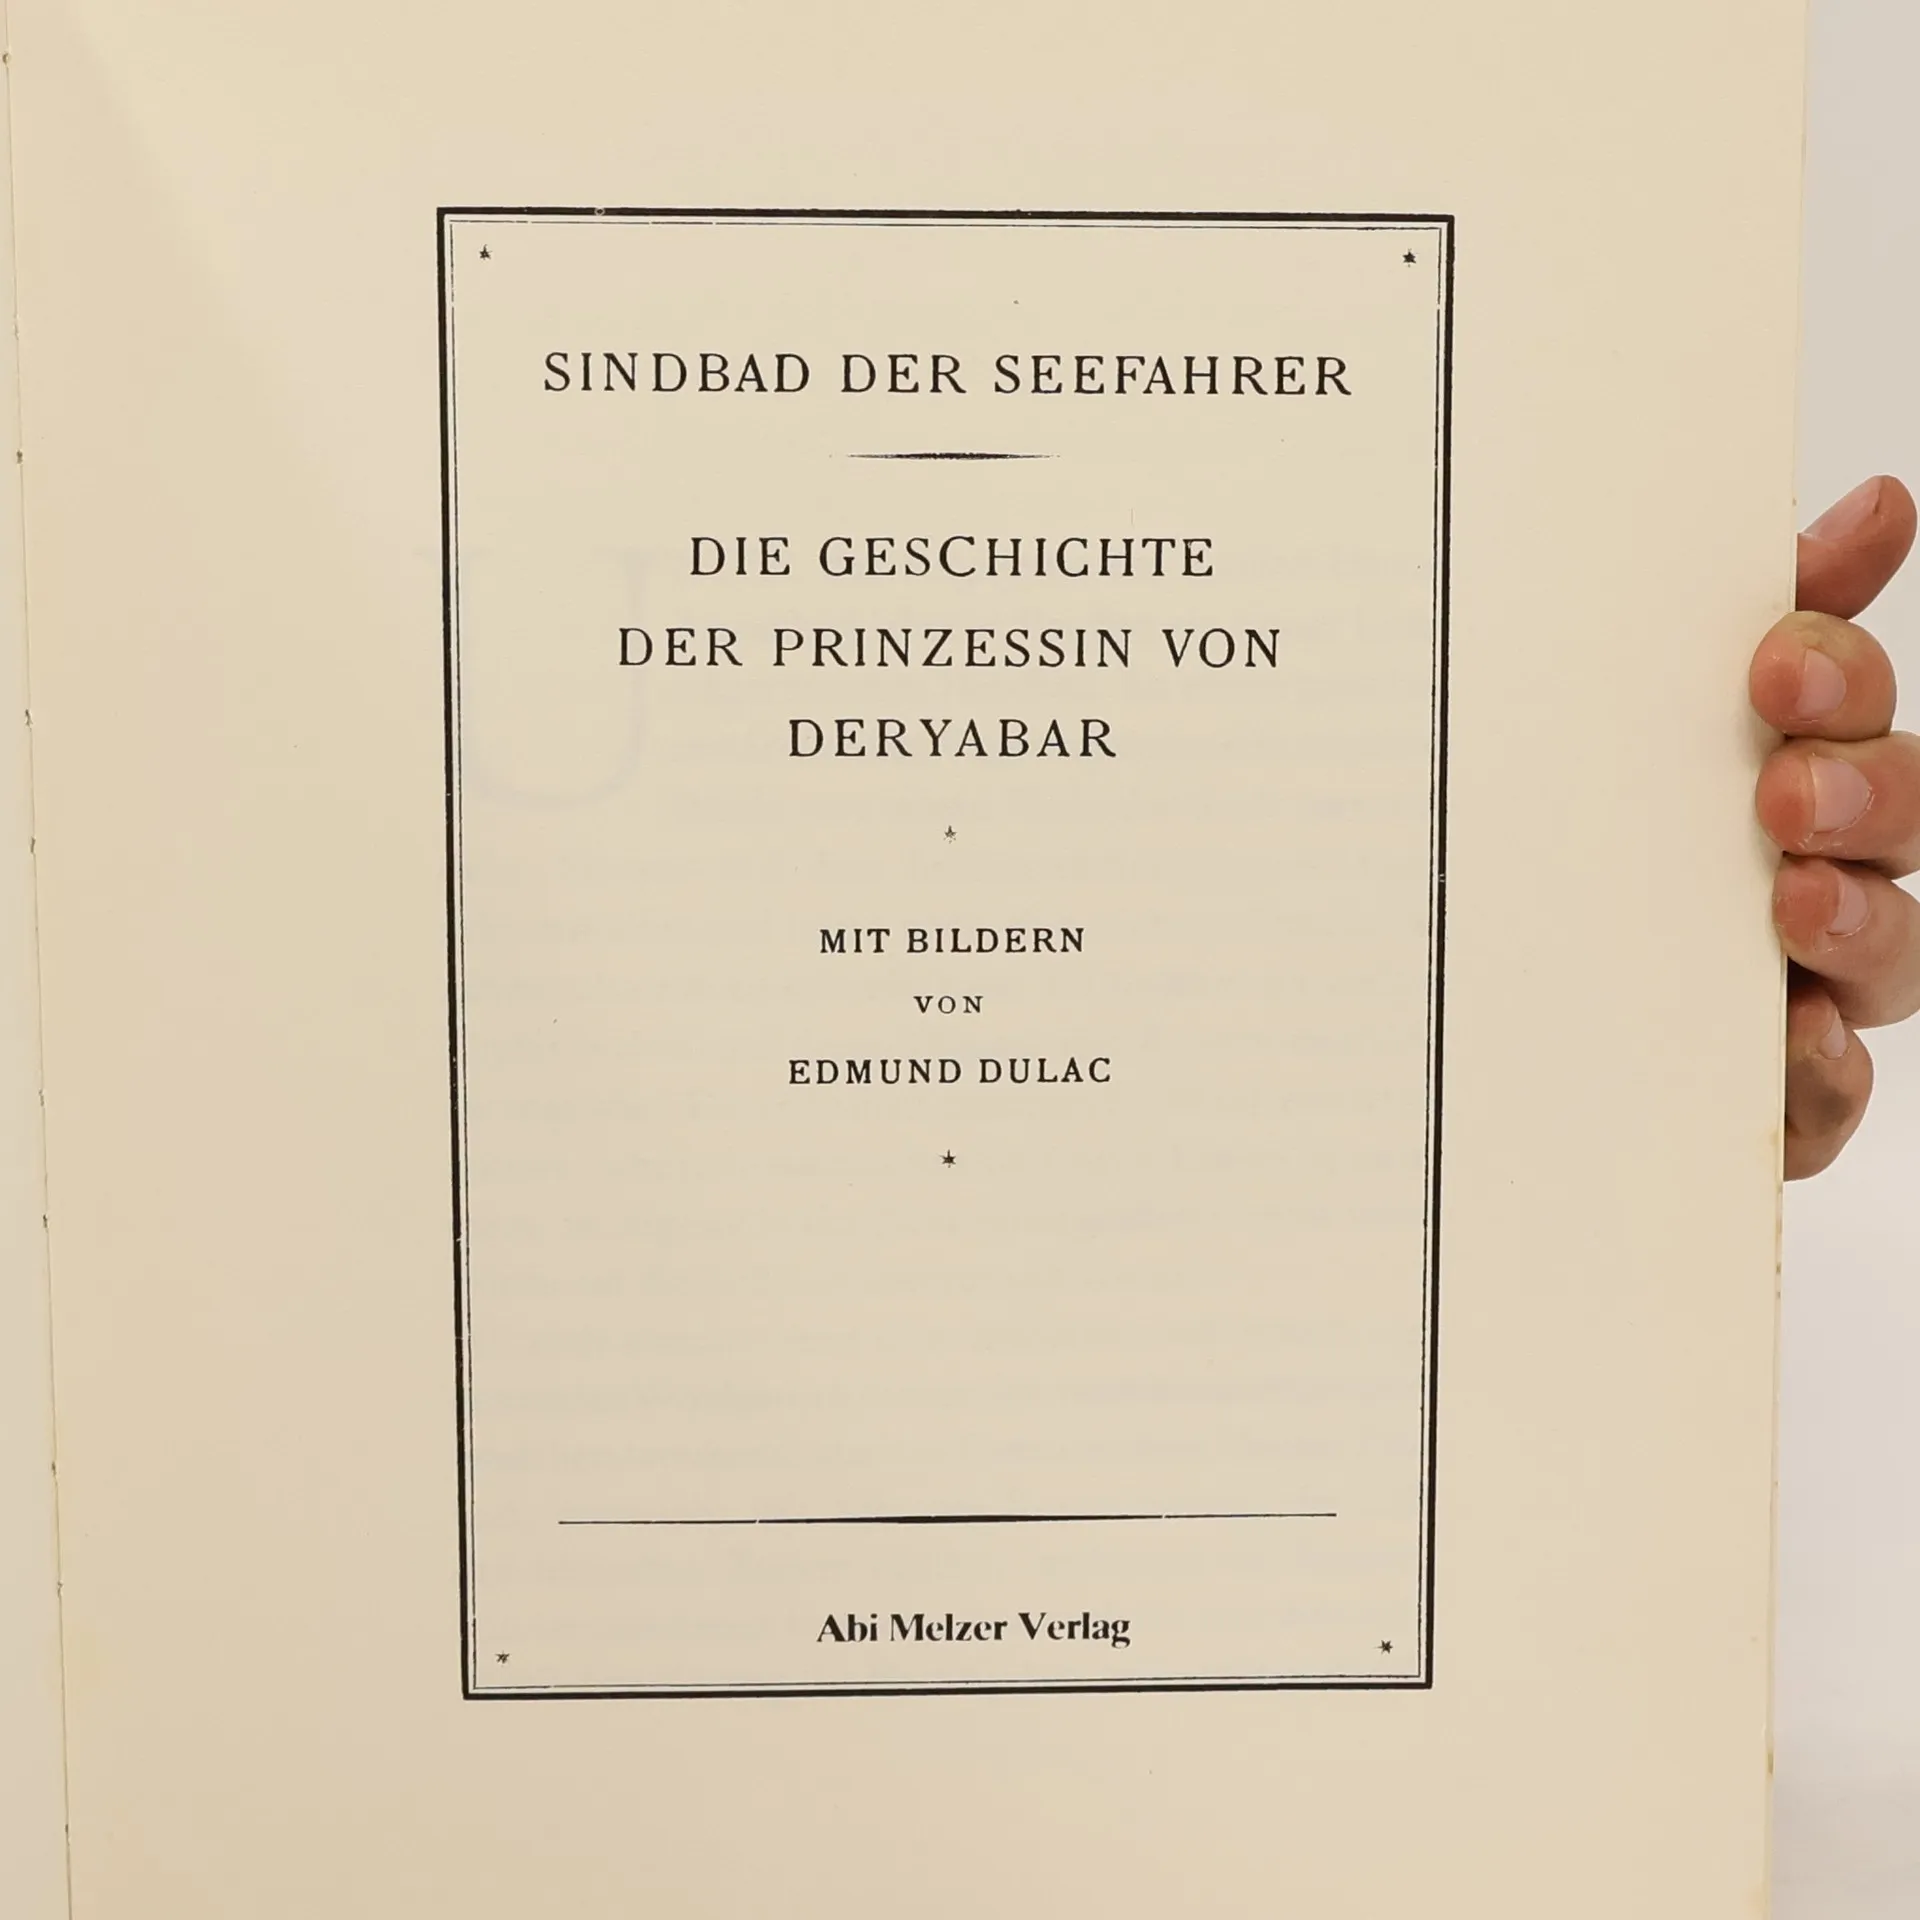 SINDBAD DER SEEFAHRER
DIE GESCHICHTE
DER PRINZESSIN VON
DERYABAR
MIT BILDERN
VON
EDMUND DULAC
Abi Melzer Verlag